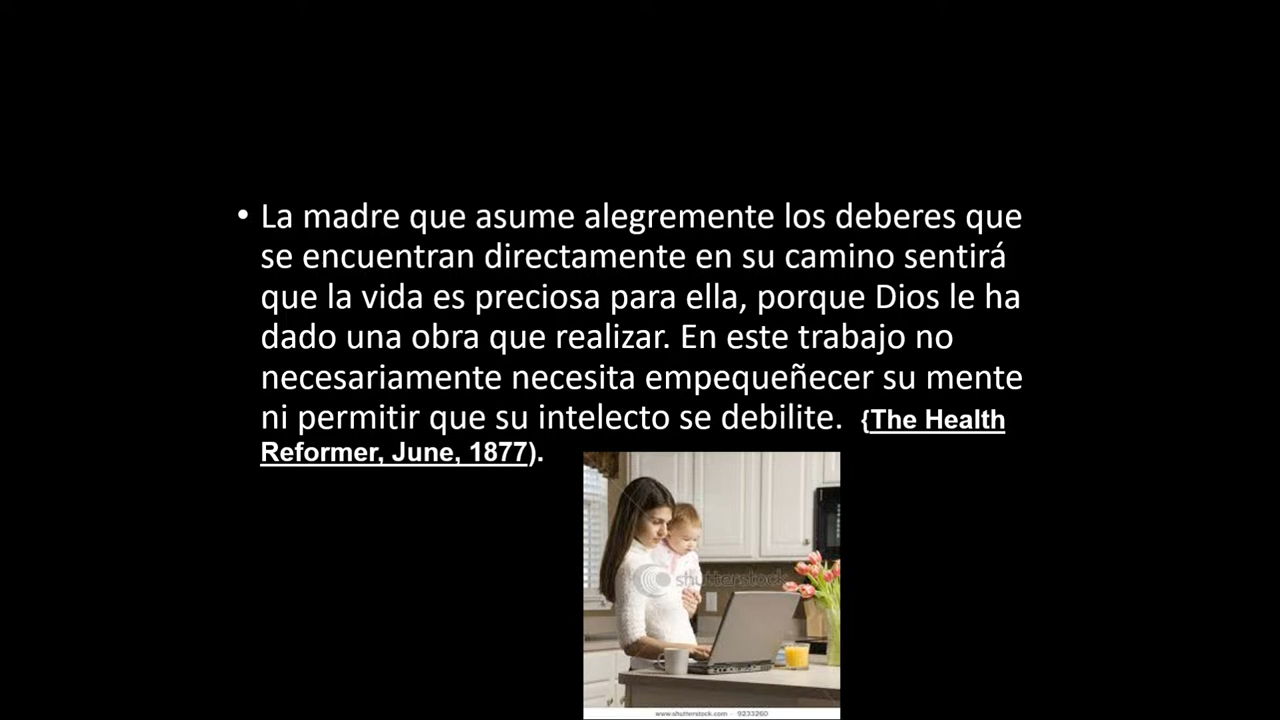 • La madre que asume alegremente los deberes que
se encuentran directamente en su camino sentirá
que la vida es preciosa para ella, porque Dios le ha
dado una obra que realizar. En este trabajo no
necesariamente necesita empequeñecer su mente
ni permitir que su intelecto se debilite. {The Health
Reformer, June, 1877).
shutterstock
www.shutterstock.com · 9233260